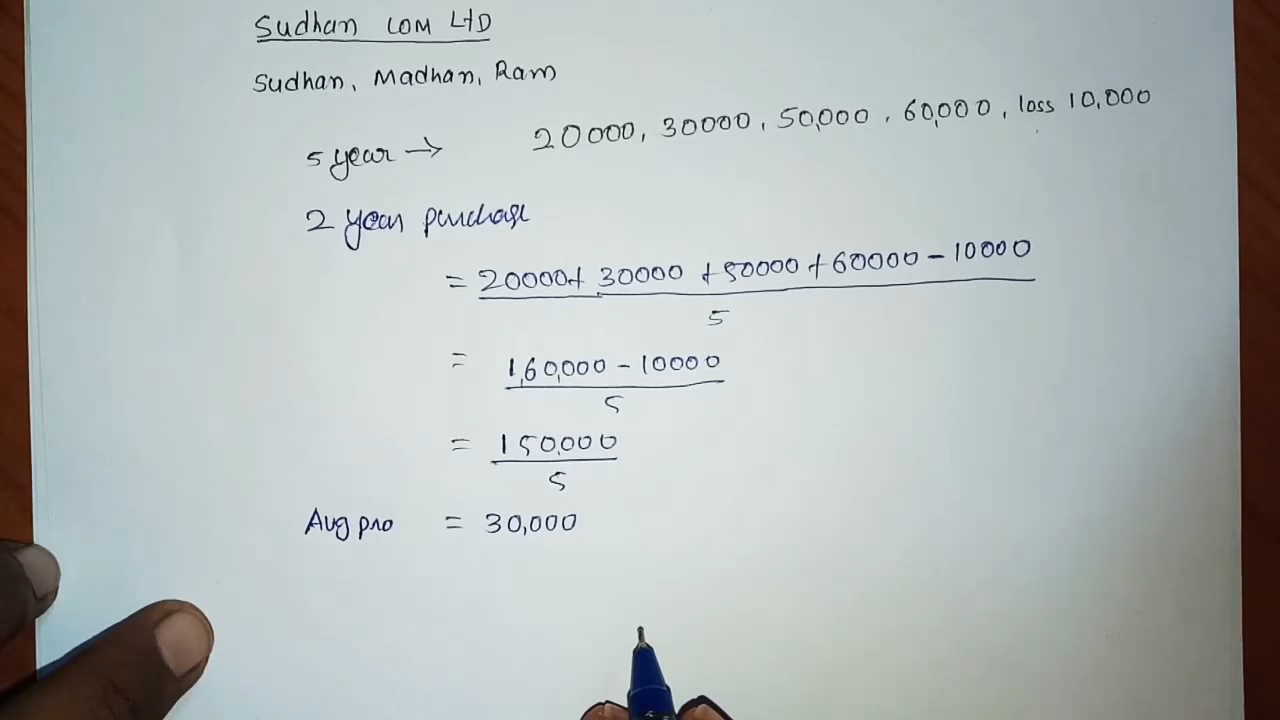 Sudhan COM LTD
Sudhan, Madhan, Ram
5 year → 20000, 30000, 50,000, 60,000, loss 10,000
2 year purchase
= 20000+ 30000 +50000 +60000 - 10000
5
= 1,60,000 - 10000
5
= 150,000
5
Avg pro = 30,000